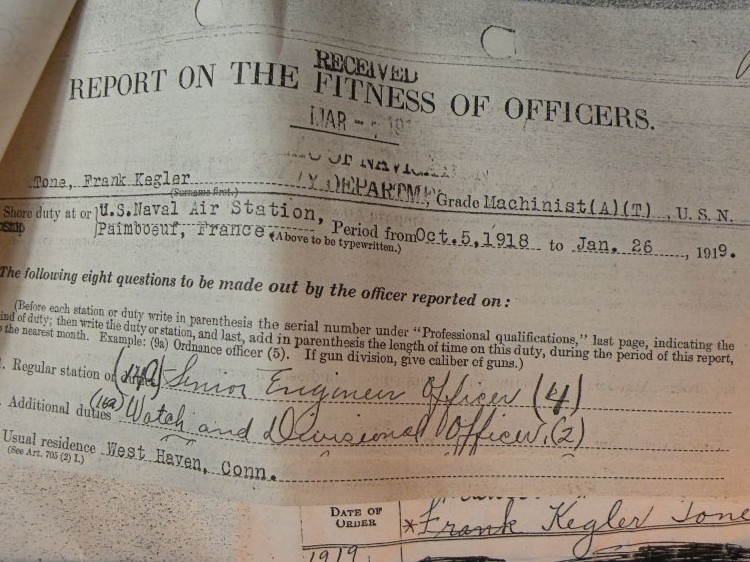 RECEIVED
REPORT ON THE FITNESS OF OFFICERS.
MAR
Tone, Frank Kegler
(Surname first.)
Grade Machinist(A)(T), U. S. N.
Shore duty at or U.S.Naval Air Station,
Paimboeuf, France.
(Above to be typewritten.)
Period from Oct.5,1918 to Jan. 26, 1919.
The following eight questions to be made out by the officer reported on:
(Before each station or duty write in parenthesis the serial number under "Professional qualifications," last page, indicating the
kind of duty; then write the duty or station, and last, add in parenthesis the length of time on this duty, during the period of this report,
to the nearest month. Example: (9a) Ordnance officer (5). If gun division, give caliber of guns.)
Regular station or Senior Engineer Officer (4)
Additional duties (16a) Watch and Divisional Officer, (2)
Usual residence West Haven, Conn.
(See Art. 705 (2) I.)
DATE OF
ORDER
*Frank Kegler Tone
1919